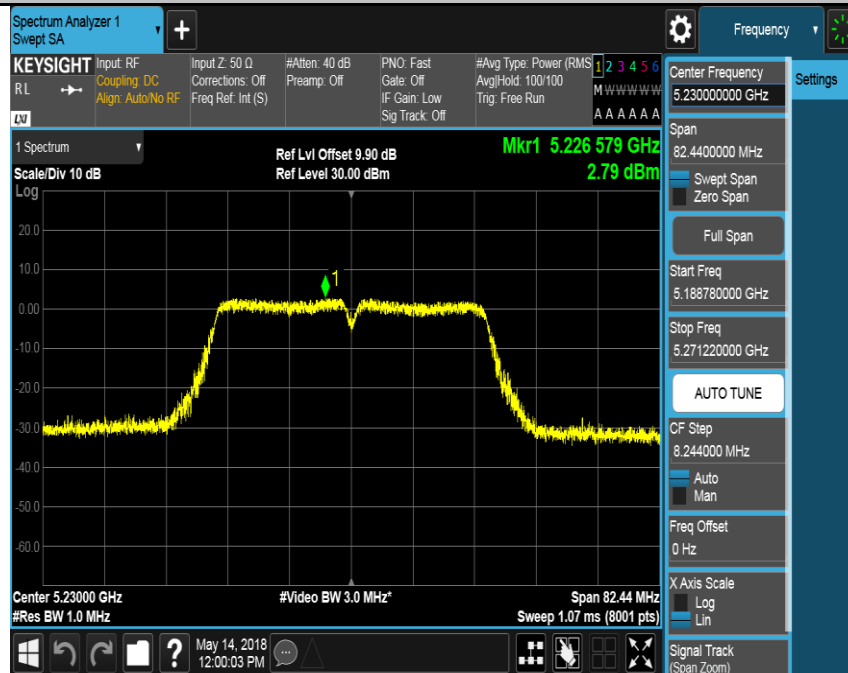 Spectrum Analyzer 1
Swept SA
+
Frequency
KEYSIGHT
RL
LXI
Input: RF
Coupling: DC
Align: Auto/No RF
Input Z: 50 Ω
Corrections: Off
Freq Ref: Int (S)
#Atten: 40 dB
Preamp: Off
PNO: Fast
Gate: Off
IF Gain: Low
Sig Track: Off
#Avg Type: Power (RMS
Avg|Hold: 100/100
Trig: Free Run
1 2 3 4 5 6
M W W W W W
A A A A A A
1 Spectrum
Scale/Div 10 dB
Log
Ref Lvl Offset 9.90 dB
Ref Level 30.00 dBm
Mkr1 5.226 579 GHz
2.79 dBm
20.0
10.0
0.00
-10.0
-20.0
-30.0
-40.0
-50.0
-60.0
1
Center 5.23000 GHz
#Res BW 1.0 MHz
#Video BW 3.0 MHz*
Span 82.44 MHz
Sweep 1.07 ms (8001 pts)
?
May 14, 2018
12:00:03 PM
Center Frequency
5.230000000 GHz
Span
82.4400000 MHz
Swept Span
Zero Span
Full Span
Start Freq
5.188780000 GHz
Stop Freq
5.271220000 GHz
AUTO TUNE
CF Step
8.244000 MHz
Auto
Man
Freq Offset
0 Hz
X Axis Scale
Log
Lin
Signal Track
(Span Zoom)
Settings